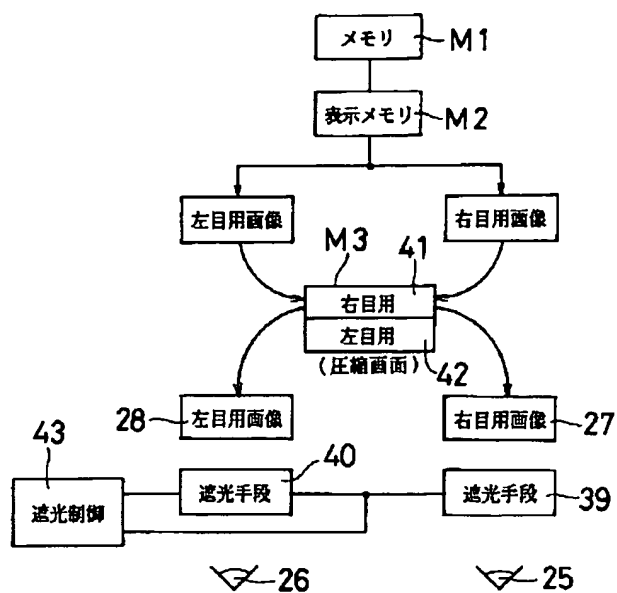 メモリ M1
表示メモリ M2
左目用画像 右目用画像
M3 41
右目用
左目用
(圧縮画面) 42
28 左目用画像 右目用画像 27
43 40
遮光制御 遮光手段 遮光手段 39
26 25